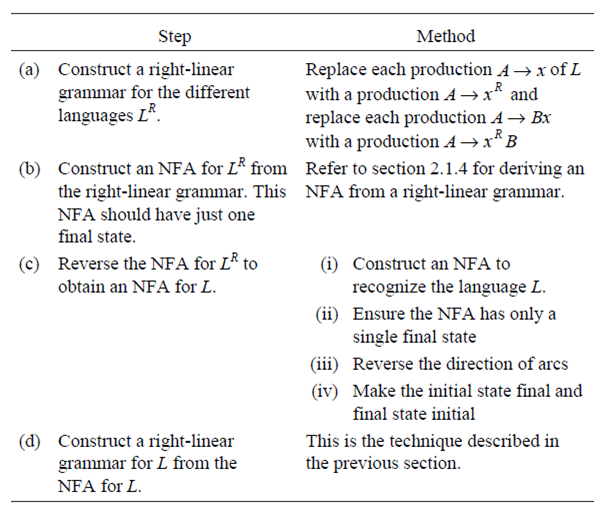 Step Method
(a) Construct a right-linear
grammar for the different
languages Lᴿ.
Replace each production A → x of L
with a production A → xᴿ and
replace each production A → Bx
with a production A → xᴿ B
(b) Construct an NFA for Lᴿ from
the right-linear grammar. This
NFA should have just one
final state.
Refer to section 2.1.4 for deriving an
NFA from a right-linear grammar.
(c) Reverse the NFA for Lᴿ to
obtain an NFA for L.
(i) Construct an NFA to
recognize the language L.
(ii) Ensure the NFA has only a
single final state
(iii) Reverse the direction of arcs
(iv) Make the initial state final and
final state initial
(d) Construct a right-linear
grammar for L from the
NFA for L.
This is the technique described in
the previous section.